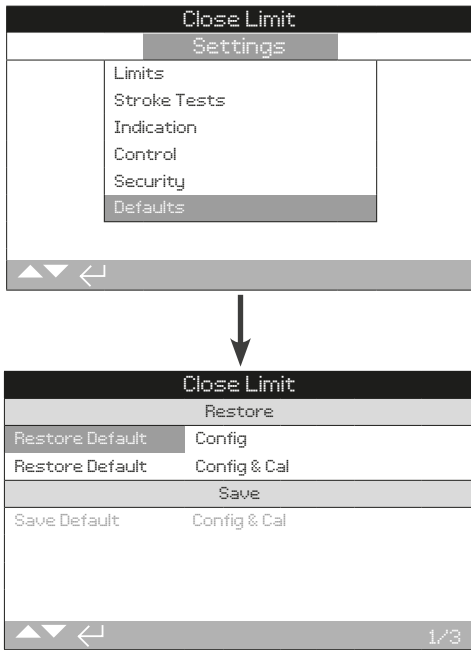 Close Limit
Settings
Limits
Stroke Tests
Indication
Control
Security
Defaults
Close Limit
Restore
Restore Default Config
Restore Default Config & Cal
Save
Save Default Config & Cal
1/3